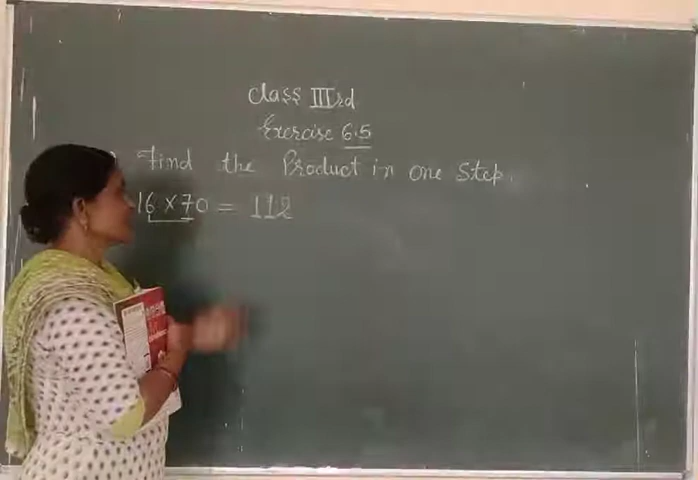 Class IIIrd
Exercise 6.5
Find the Product in one Step.
16 × 70 = 112